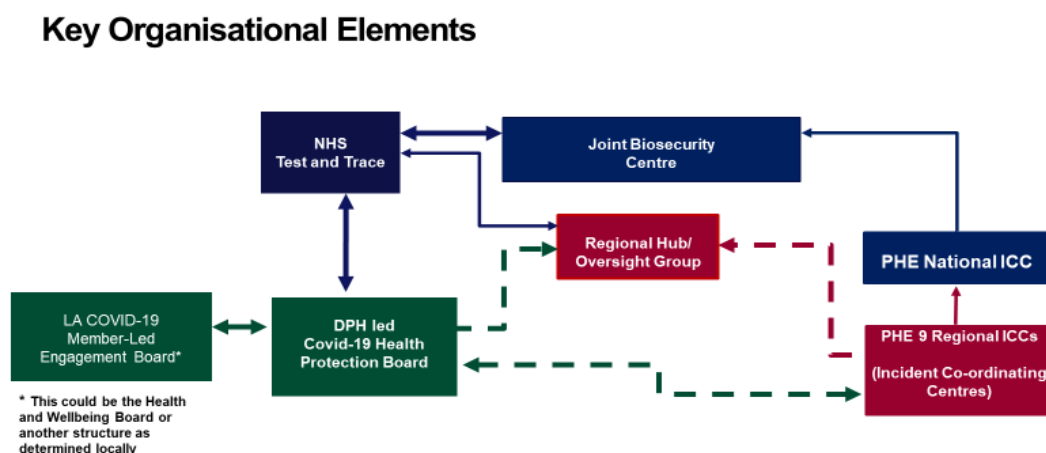 Key Organisational Elements
NHS
Test and Trace
Joint Biosecurity
Centre
Regional Hub/
Oversight Group
PHE National ICC
LA COVID-19
Member-Led
Engagement Board*
DPH led
Covid-19 Health
Protection Board
PHE 9 Regional ICCs
(Incident Co-ordinating
Centres)
* This could be the Health
and Wellbeing Board or
another structure as
determined locally